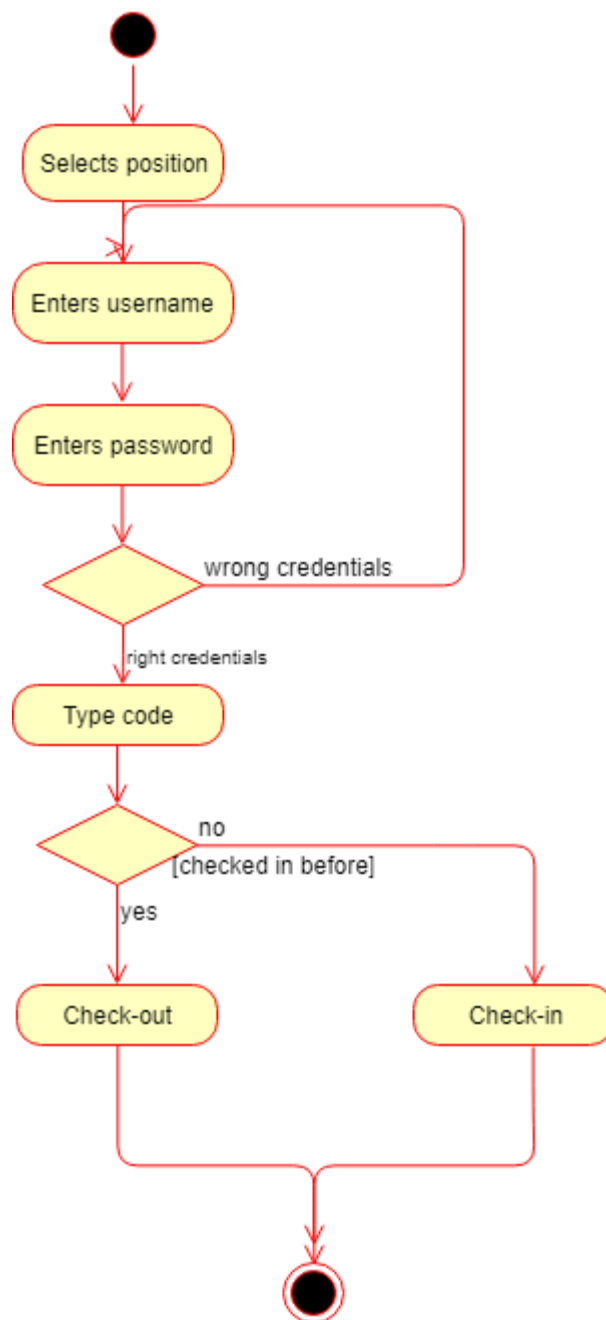 Selects position
Enters username
Enters password
wrong credentials
right credentials
Type code
no
[checked in before]
yes
Check-out
Check-in